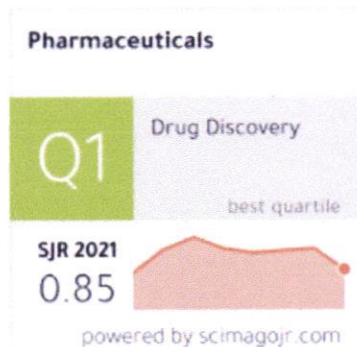 Pharmaceuticals
Q1
Drug Discovery
best quartile
SJR 2021
0.85
powered by scimagojr.com